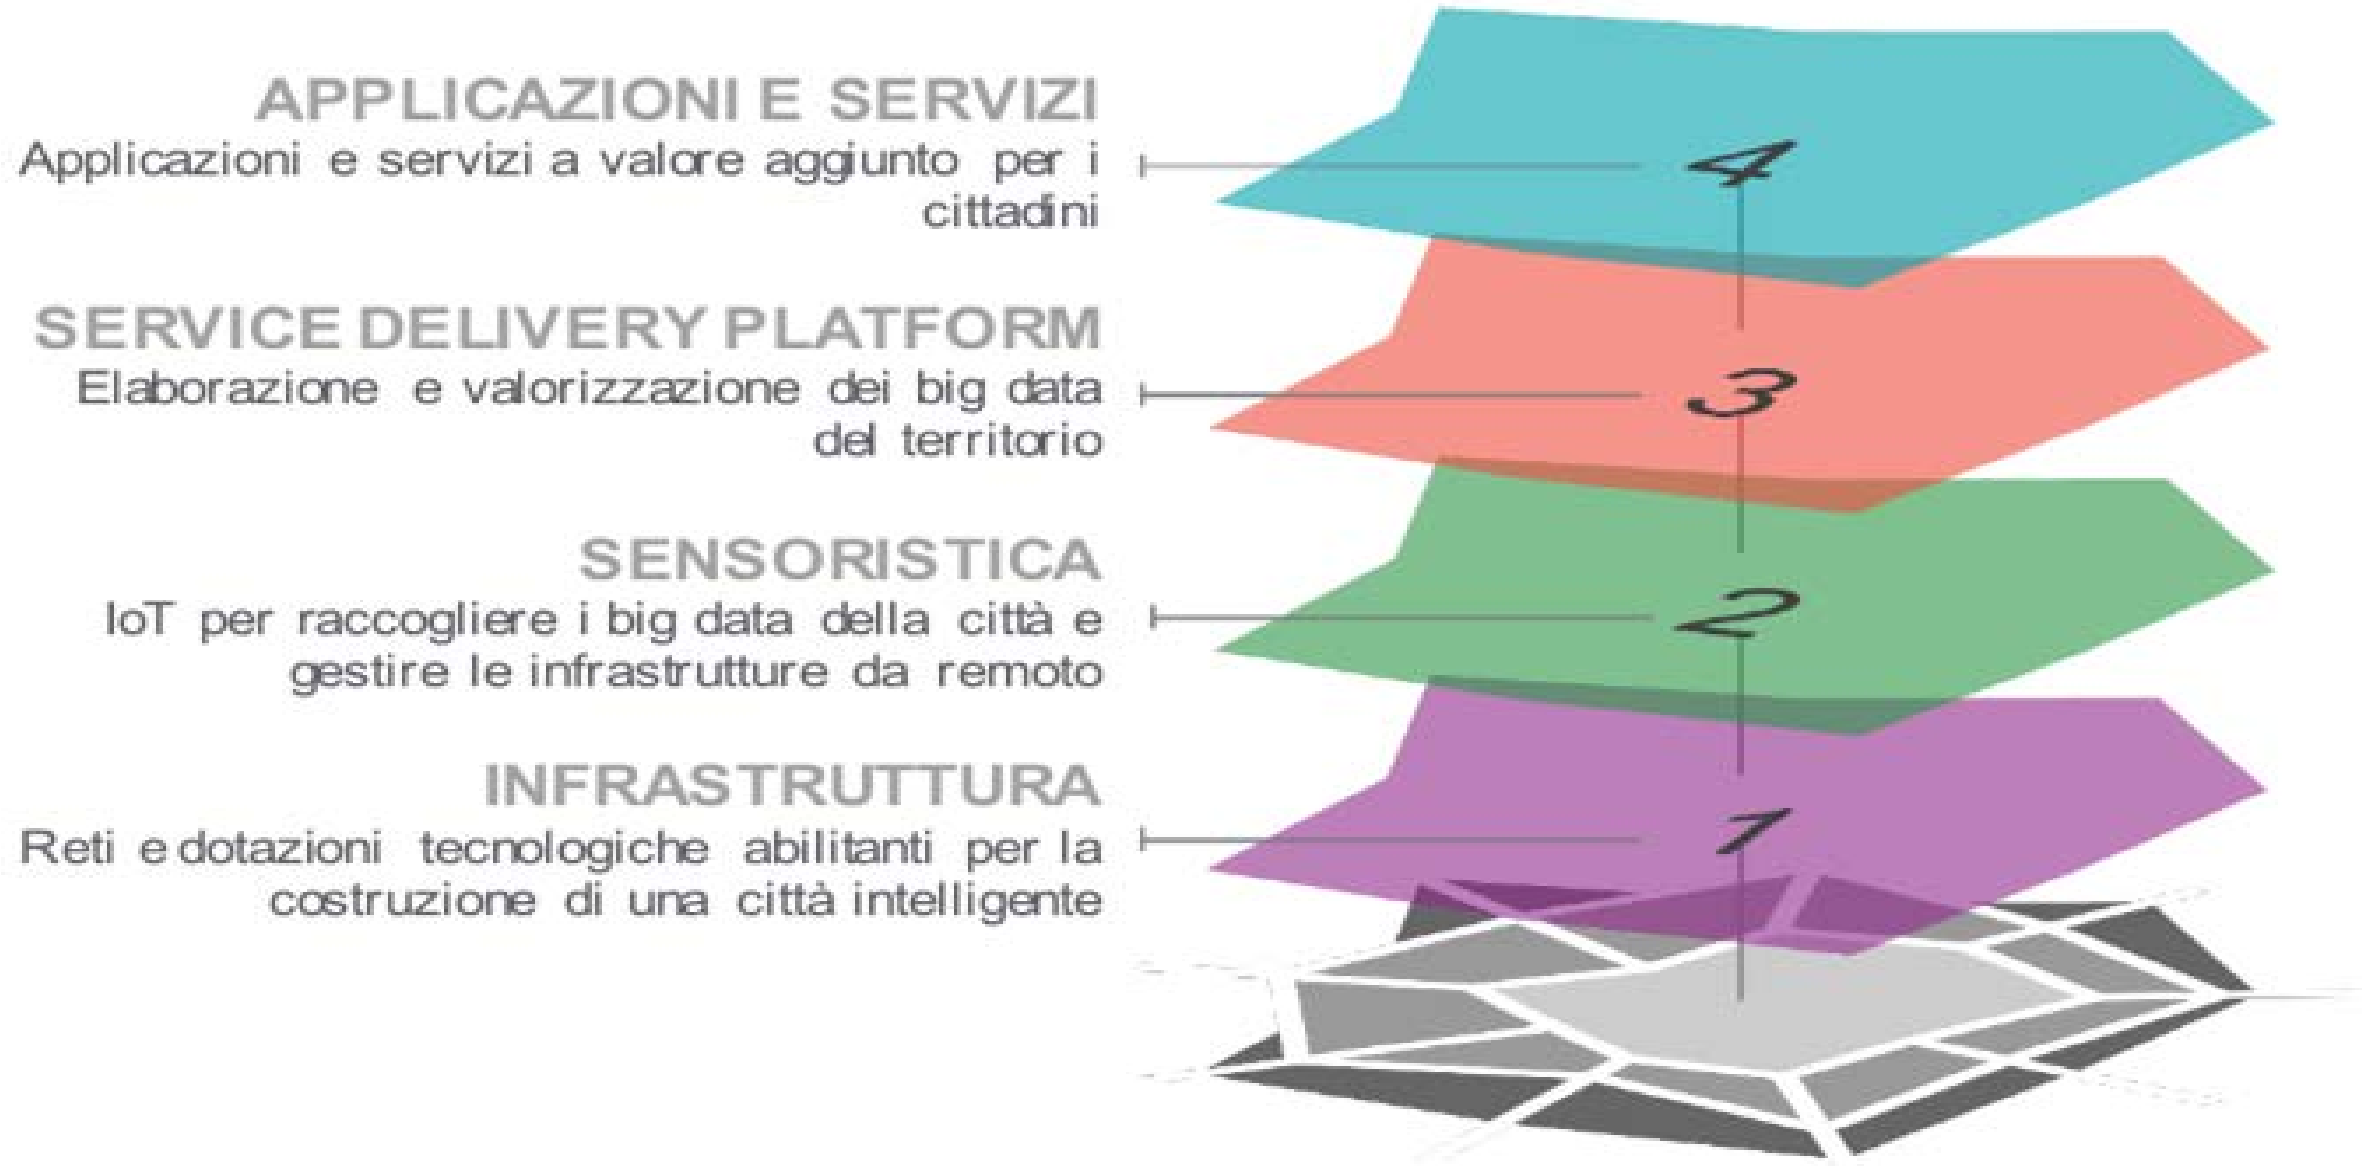 APPLICAZIONI E SERVIZI
Applicazioni e servizi a valore aggiunto per i
cittadini
4
SERVICE DELIVERY PLATFORM
Elaborazione e valorizzazione dei big data
del territorio
3
SENSORISTICA
IoT per raccogliere i big data della città e
gestire le infrastrutture da remoto
2
INFRASTRUTTURA
Reti e dotazioni tecnologiche abilitanti per la
costruzione di una città intelligente
1